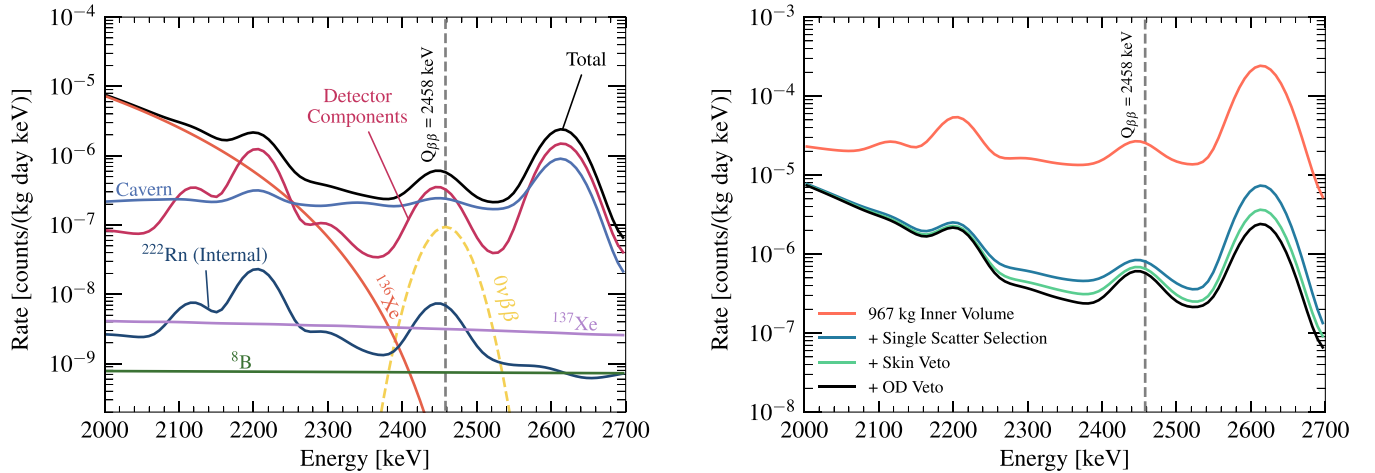 10⁻⁴
10⁻⁵
10⁻⁶
10⁻⁷
10⁻⁸
10⁻⁹
Rate [counts/(kg day keV)]
2000 2100 2200 2300 2400 2500 2600 2700
Energy [keV]
Total
Detector
Components
Q_ββ = 2458 keV
Cavern
²²²Rn (Internal)
¹³⁶Xe
0νββ
¹³⁷Xe
⁸B
10⁻³
10⁻⁴
10⁻⁵
10⁻⁶
10⁻⁷
10⁻⁸
Rate [counts/(kg day keV)]
2000 2100 2200 2300 2400 2500 2600 2700
Energy [keV]
Q_ββ = 2458 keV
967 kg Inner Volume
+ Single Scatter Selection
+ Skin Veto
+ OD Veto